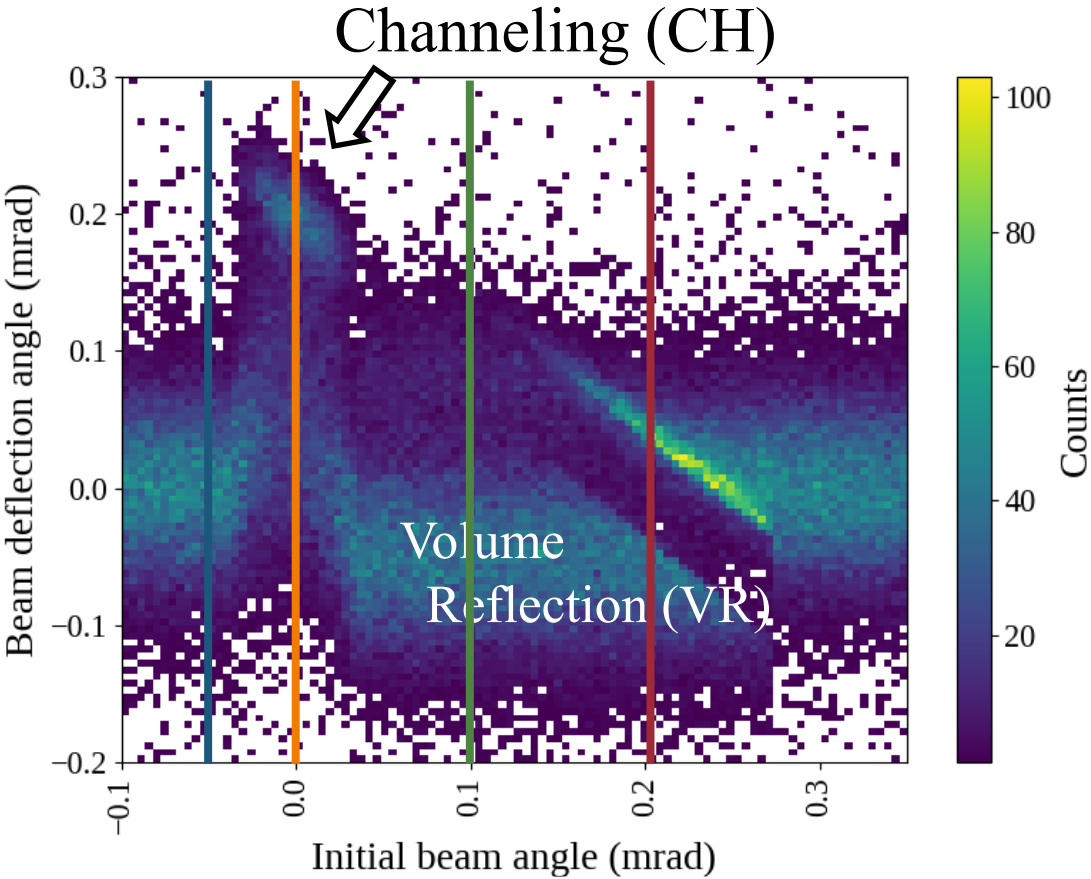 Channeling (CH)
0.3
0.2
0.1
0.0
−0.1
−0.2
Beam deflection angle (mrad)
Volume
Reflection (VR)
−0.1
0.0
0.1
0.2
0.3
Initial beam angle (mrad)
100
80
60
40
20
Counts